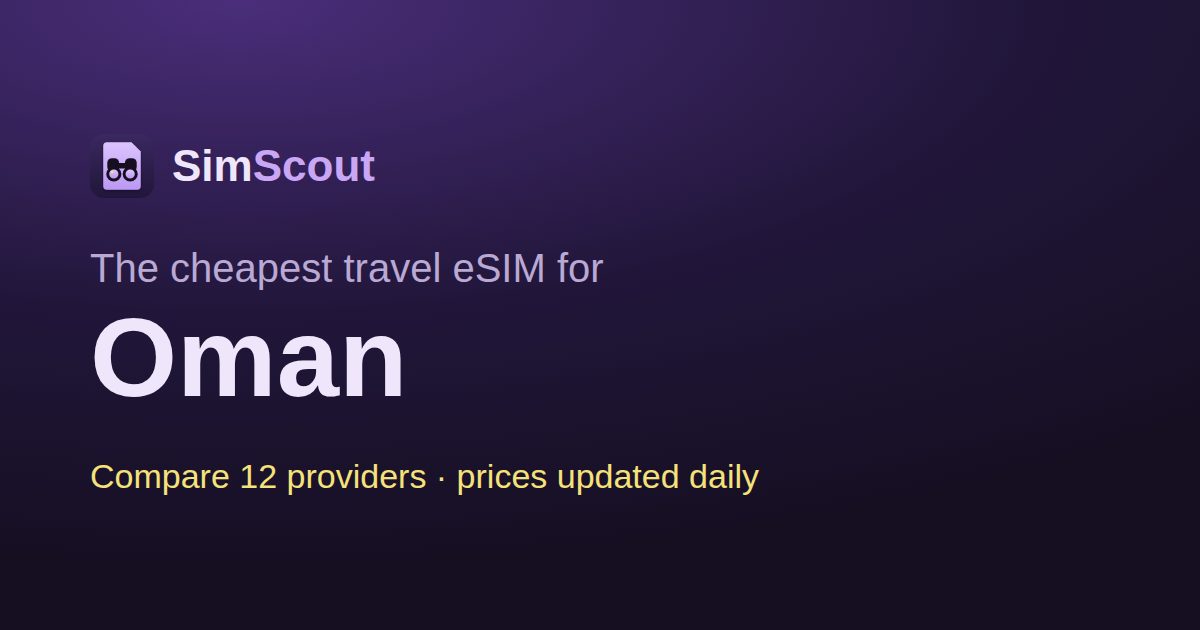 SimScout
The cheapest travel eSIM for
Oman
Compare 12 providers · prices updated daily